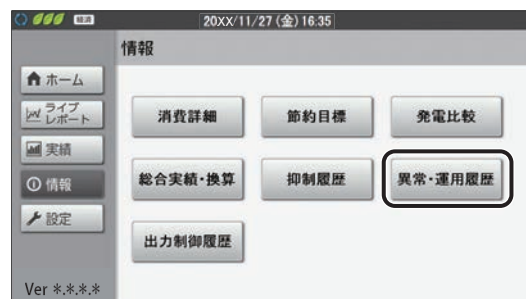 経済 20XX/11/27(金)16:35
情報
ホーム
ライブ
レポート
実績
情報
設定
消費詳細 節約目標 発電比較
総合実績・換算 抑制履歴 異常・運用履歴
出力制御履歴
Ver *.*.*.*